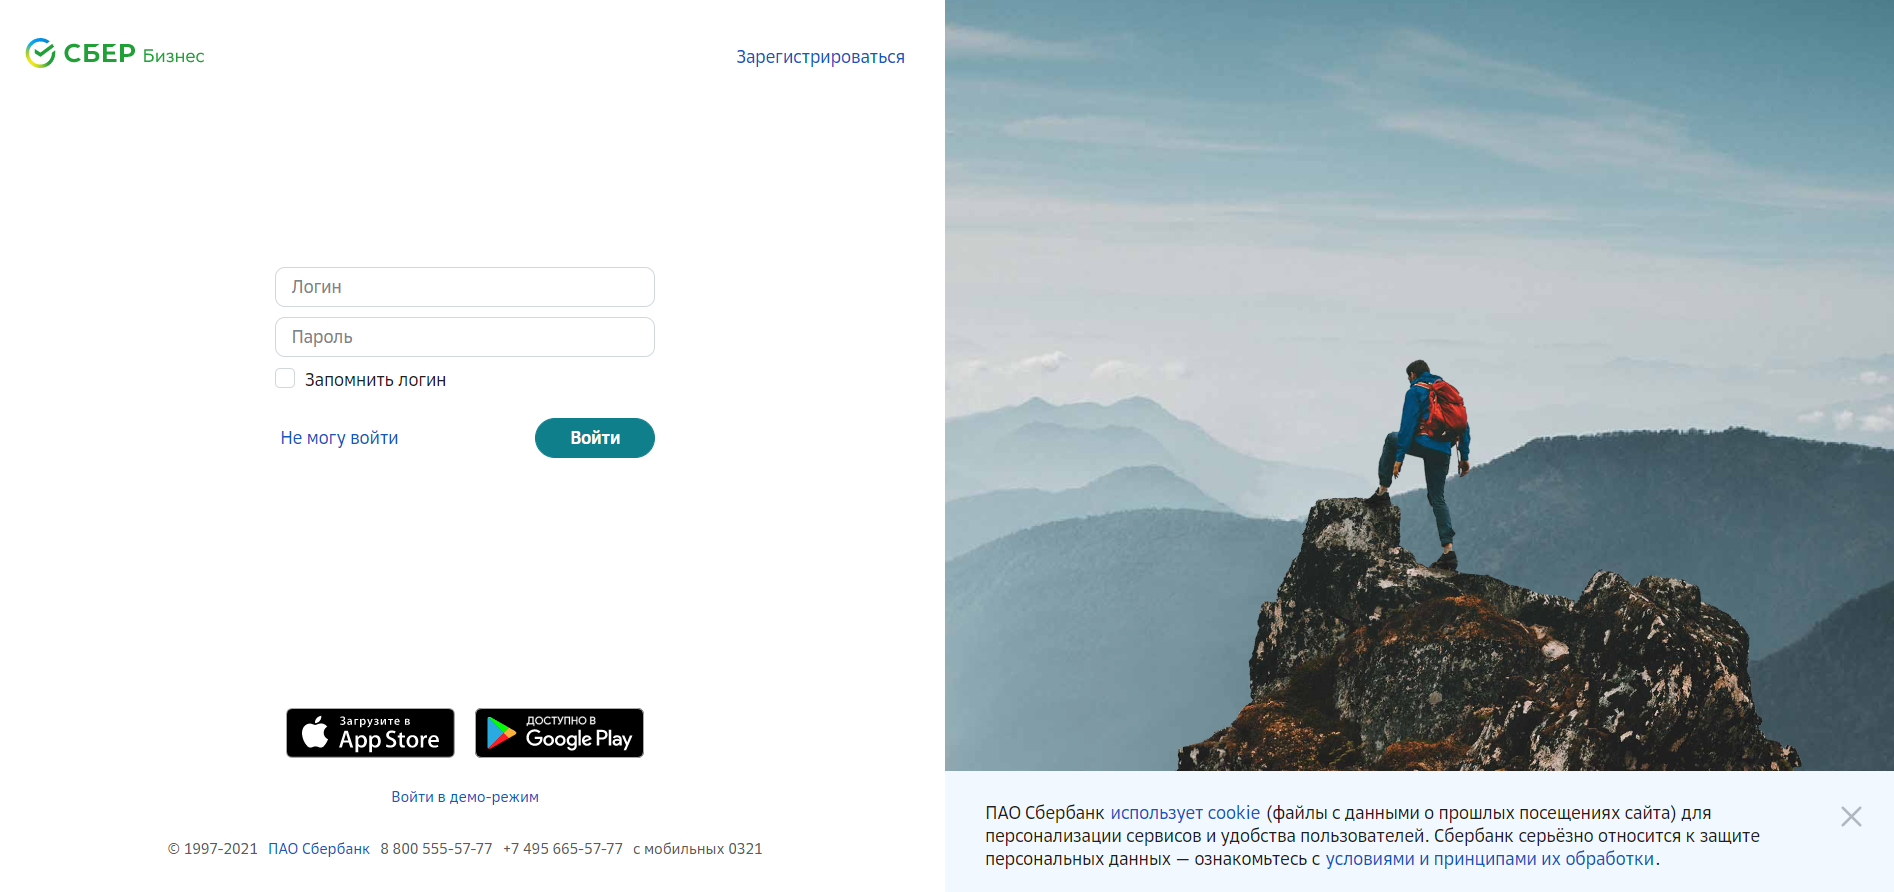 СБЕР Бизнес
Зарегистрироваться
Логин
Пароль
Запомнить логин
Не могу войти
Войти
Загрузите в
App Store
ДОСТУПНО В
Google Play
Войти в демо-режим
© 1997-2021 ПАО Сбербанк 8 800 555-57-77 +7 495 665-57-77 с мобильных 0321
ПАО Сбербанк использует cookie (файлы с данными о прошлых посещениях сайта) для
персонализации сервисов и удобства пользователей. Сбербанк серьёзно относится к защите
персональных данных — ознакомьтесь с условиями и принципами их обработки.